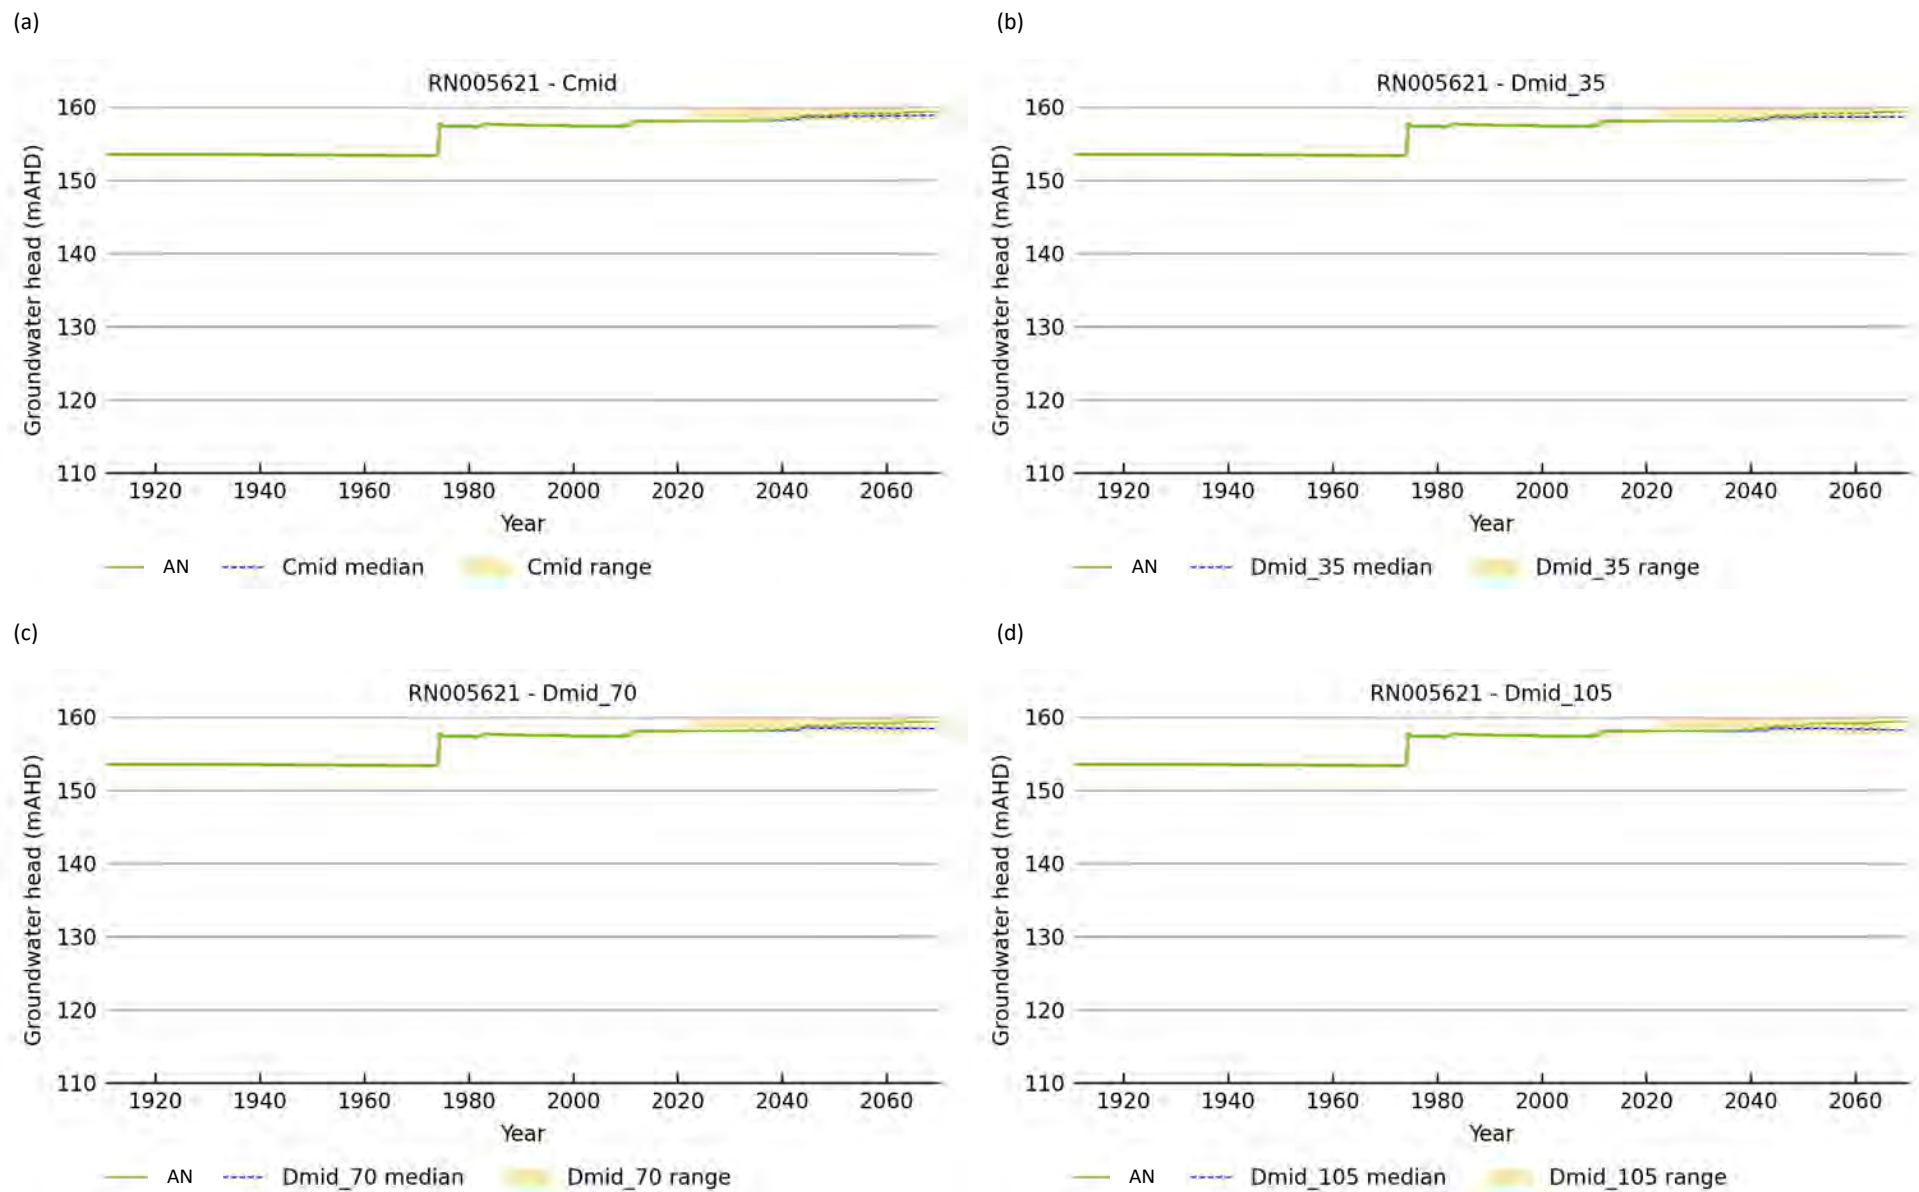 (a)
RN005621 - Cmid
Groundwater head (mAHD)
160
150
140
130
120
110
1920 1940 1960 1980 2000 2020 2040 2060
Year
AN Cmid median Cmid range
(b)
RN005621 - Dmid_35
Groundwater head (mAHD)
160
150
140
130
120
110
1920 1940 1960 1980 2000 2020 2040 2060
Year
AN Dmid_35 median Dmid_35 range
(c)
RN005621 - Dmid_70
Groundwater head (mAHD)
160
150
140
130
120
110
1920 1940 1960 1980 2000 2020 2040 2060
Year
AN Dmid_70 median Dmid_70 range
(d)
RN005621 - Dmid_105
Groundwater head (mAHD)
160
150
140
130
120
110
1920 1940 1960 1980 2000 2020 2040 2060
Year
AN Dmid_105 median Dmid_105 range